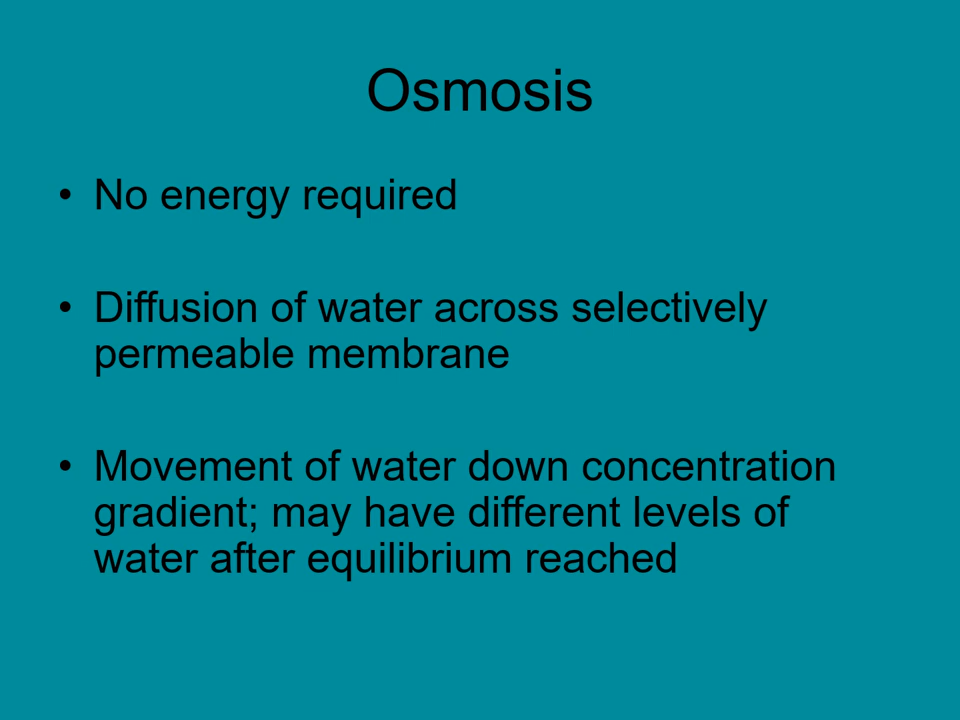 Osmosis
• No energy required
• Diffusion of water across selectively
permeable membrane
• Movement of water down concentration
gradient; may have different levels of
water after equilibrium reached